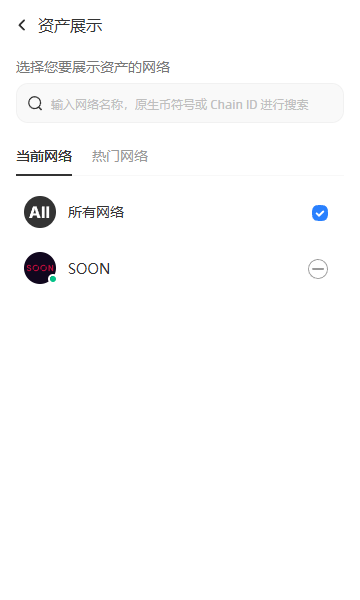 资产展示
选择您要展示资产的网络
输入网络名称，原生币符号或 Chain ID 进行搜索
当前网络 热门网络
All 所有网络
SOON SOON